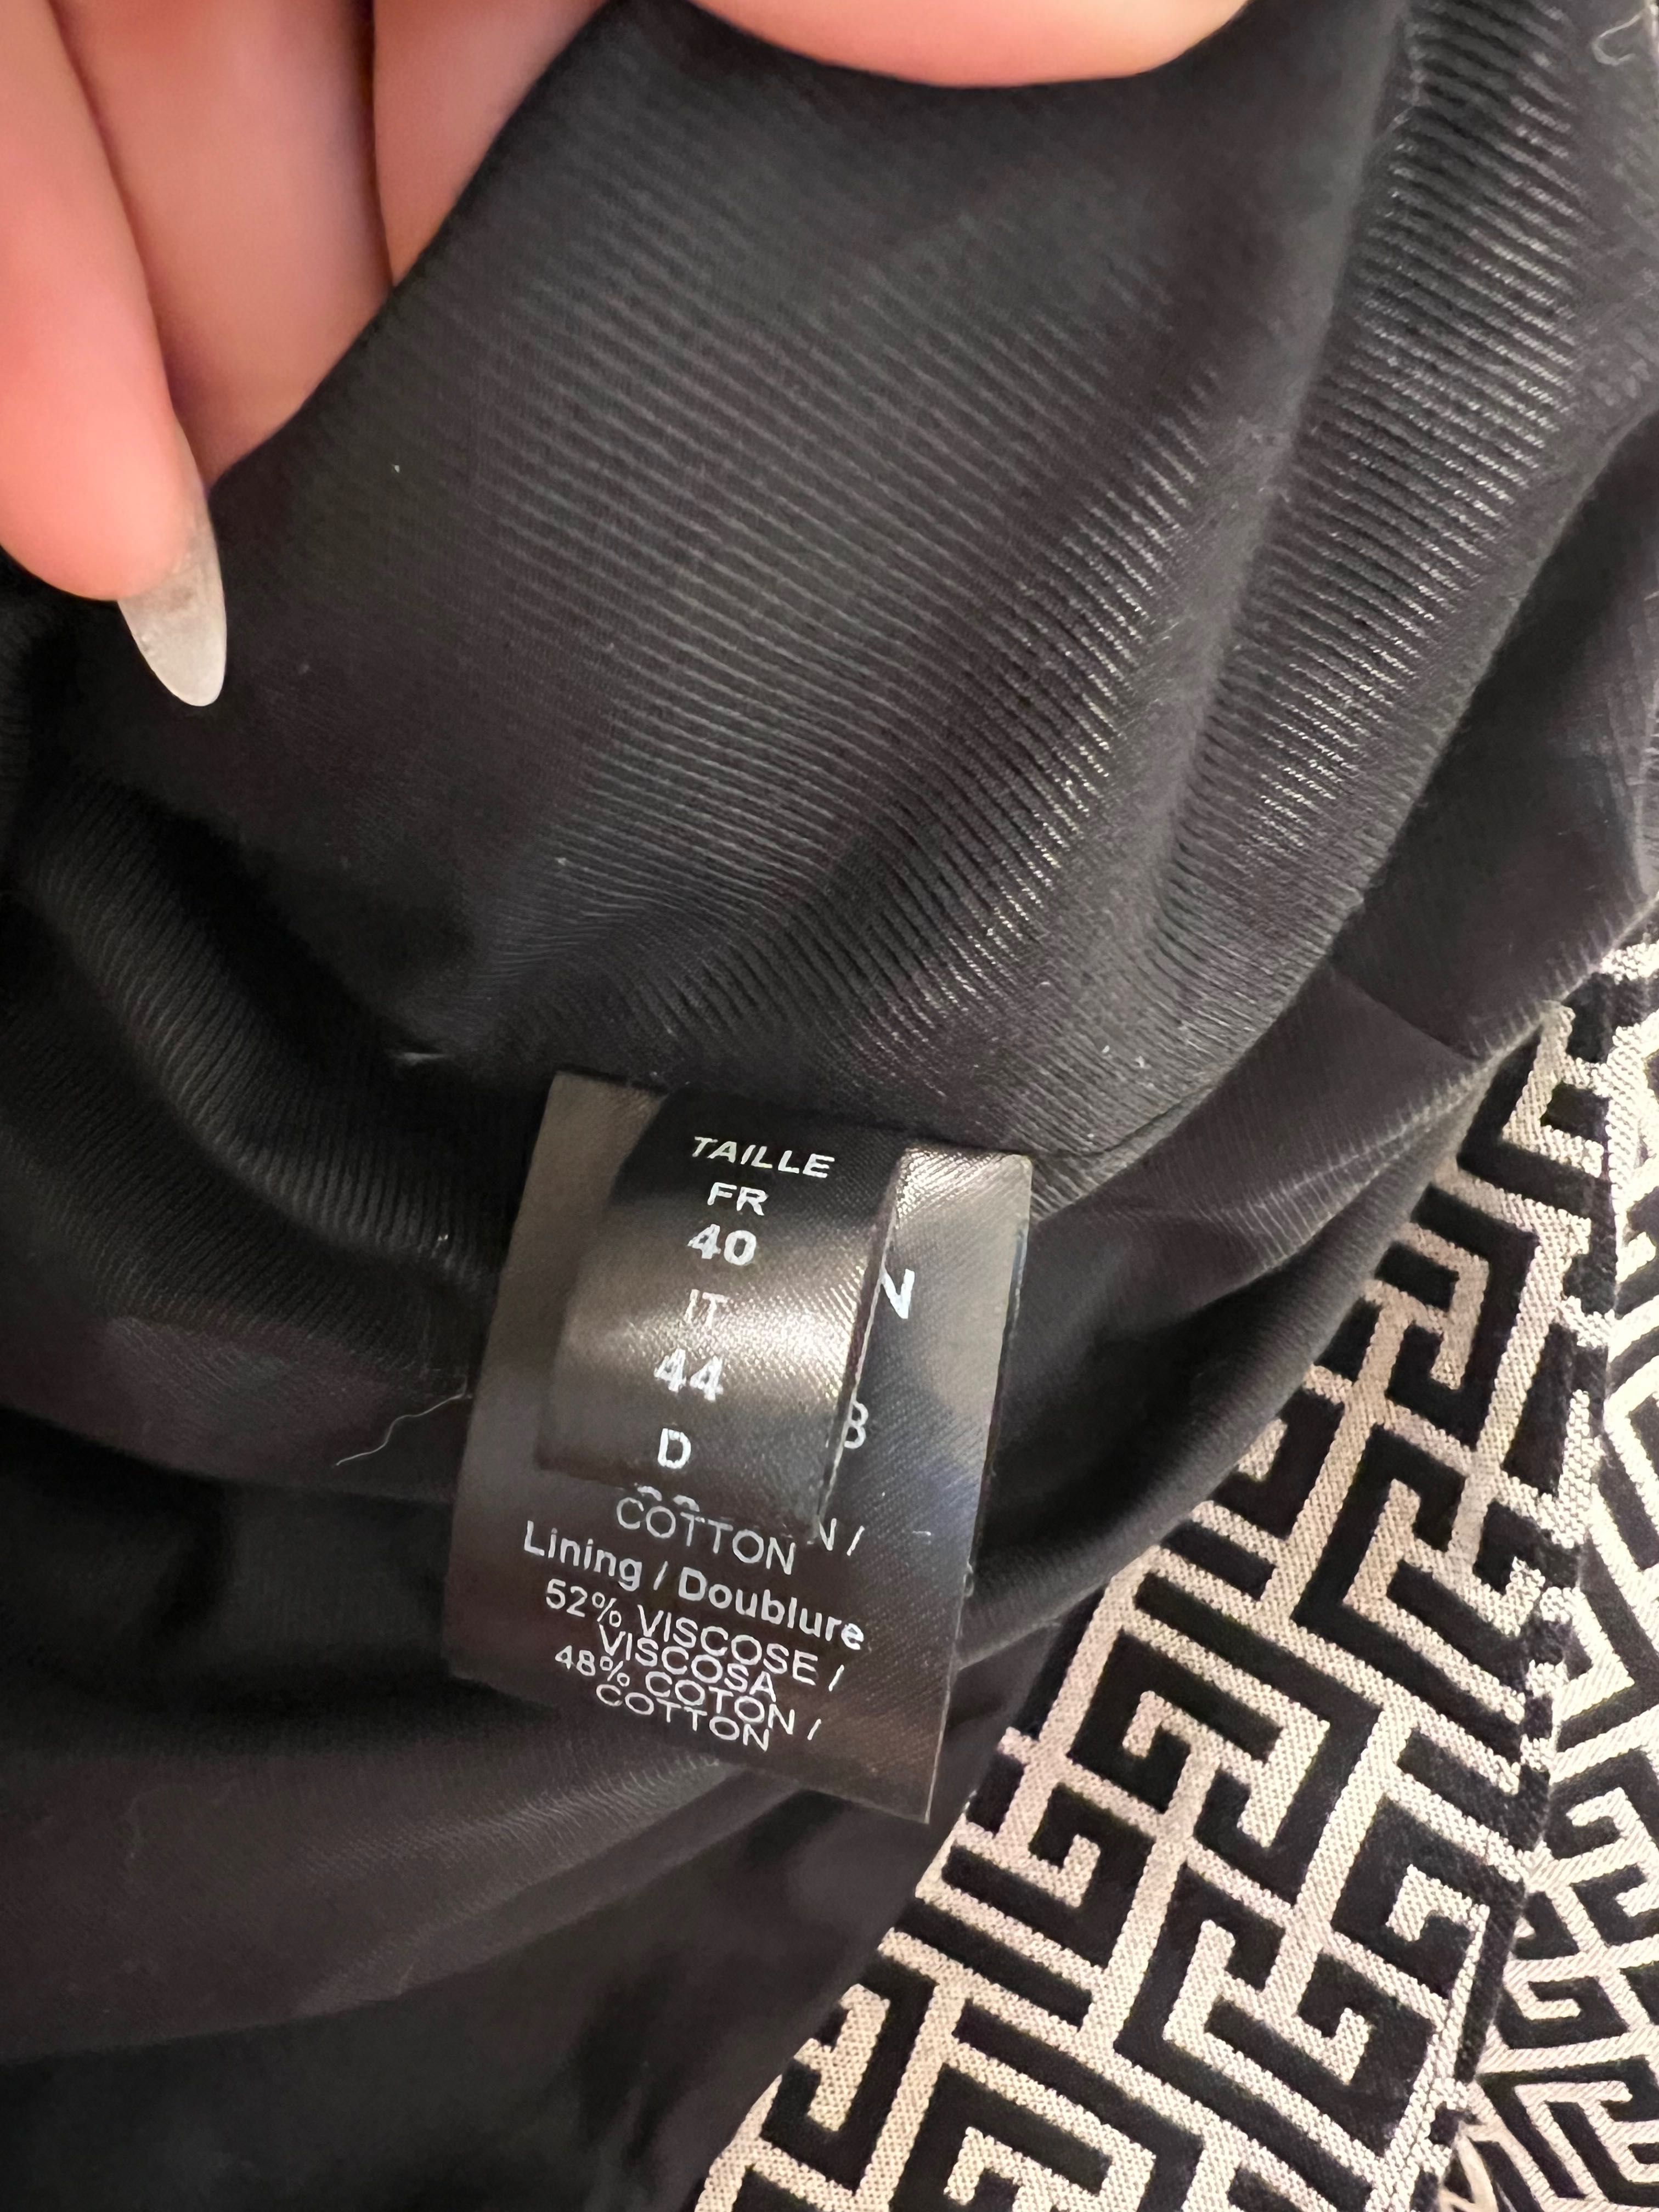 TAILLE
FR
40
IT
44
D
N
B
N /
COTTON
Lining / Doublure
52% VISCOSE /
VISCOSA
48% COTON /
COTTON